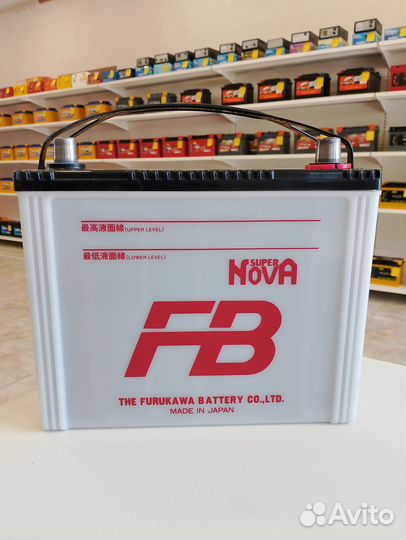 最高液面線 (UPPER LEVEL)
最低液面線 (LOWER LEVEL)
SUPER
NOVA
FB
THE FURUKAWA BATTERY CO.,LTD.
MADE IN JAPAN
Avito